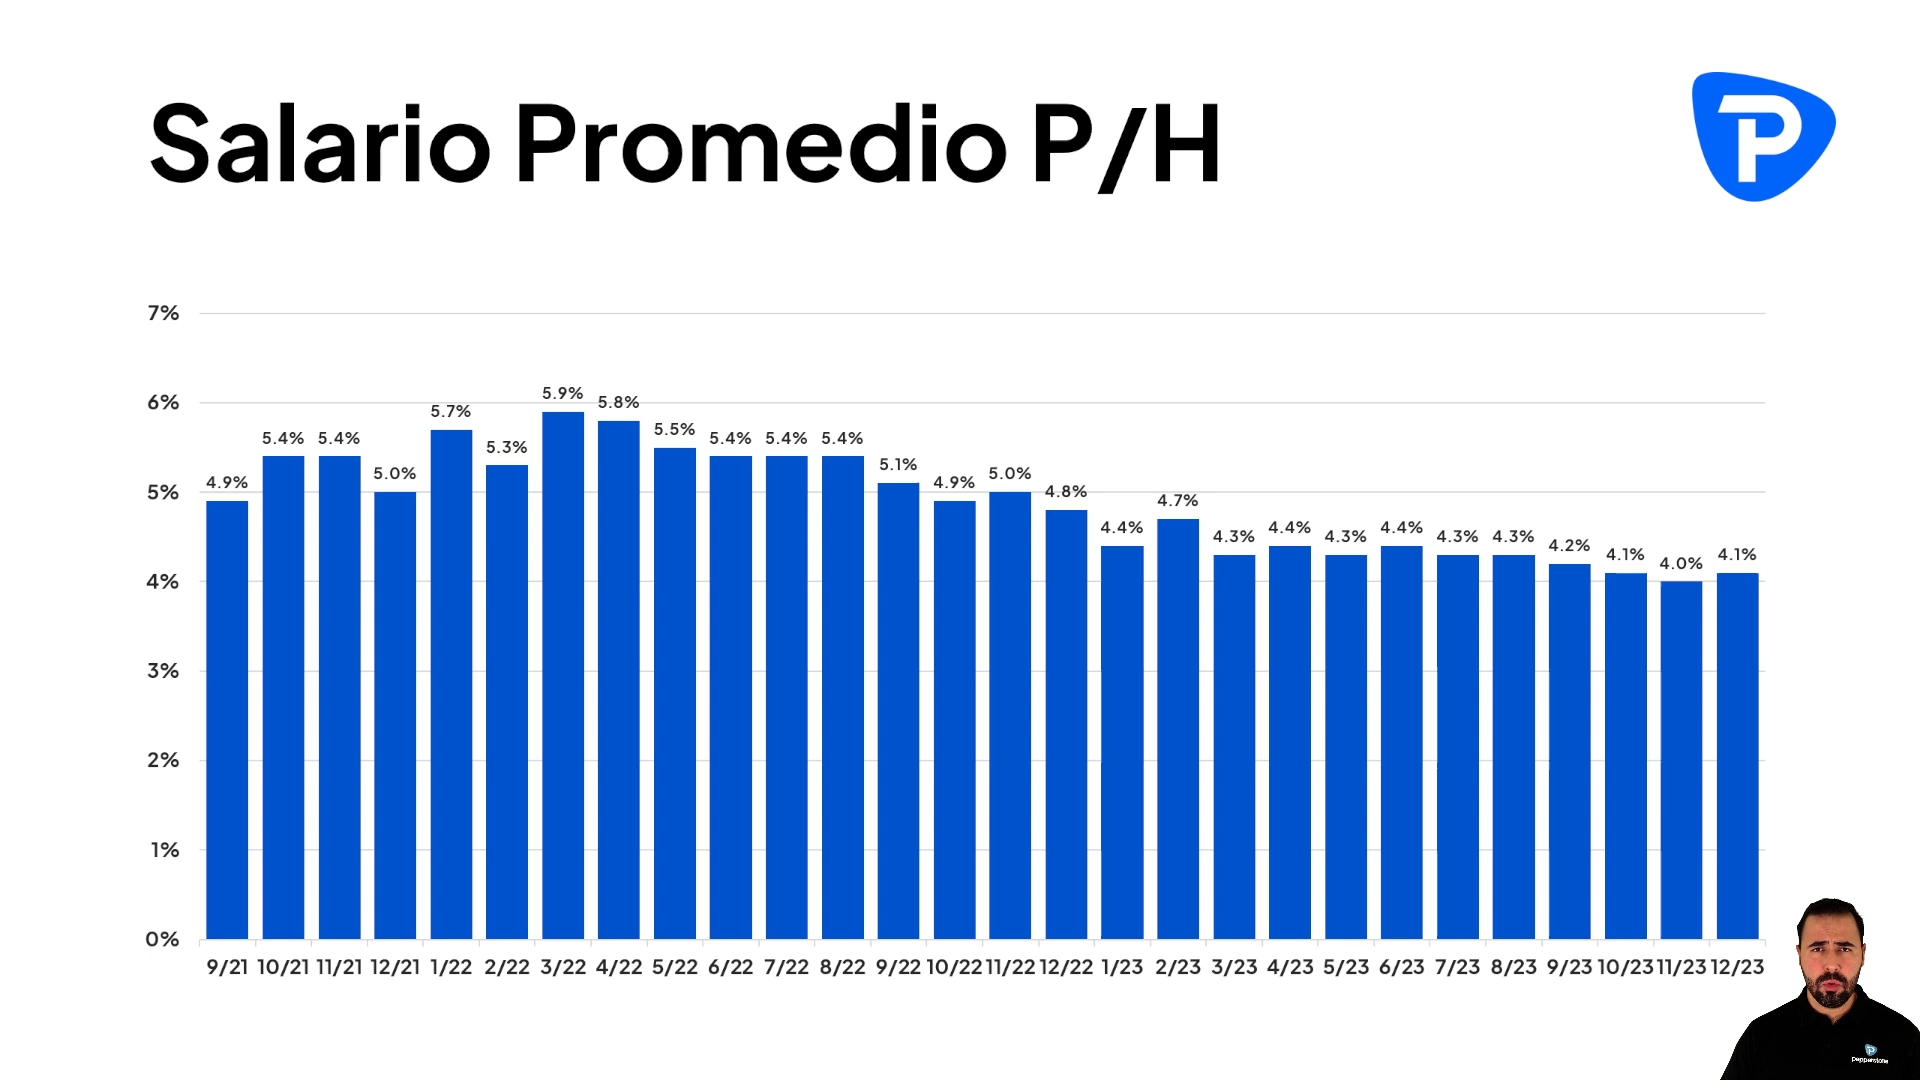 Salario Promedio P/H
7%
6%
5%
4%
3%
2%
1%
0%
4.9% 5.4% 5.4% 5.0% 5.7% 5.3% 5.9% 5.8% 5.5% 5.4% 5.4% 5.4% 5.1% 4.9% 5.0% 4.8% 4.4% 4.7% 4.3% 4.4% 4.3% 4.4% 4.3% 4.3% 4.2% 4.1% 4.0% 4.1%
9/21 10/21 11/21 12/21 1/22 2/22 3/22 4/22 5/22 6/22 7/22 8/22 9/22 10/22 11/22 12/22 1/23 2/23 3/23 4/23 5/23 6/23 7/23 8/23 9/23 10/23 11/23 12/23
pepperstone